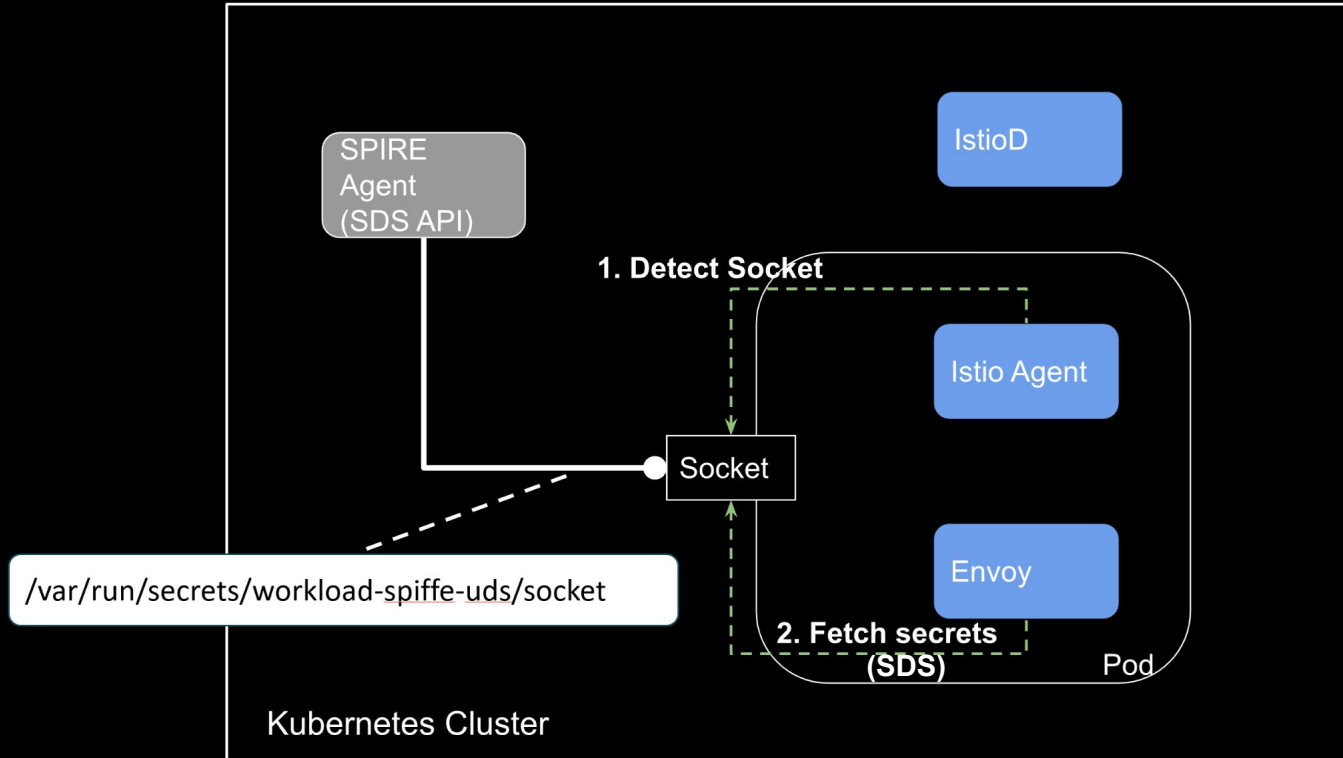 SPIRE
Agent
(SDS API)
IstioD
1. Detect Socket
Istio Agent
Socket
Envoy
/var/run/secrets/workload-spiffe-uds/socket
2. Fetch secrets
(SDS)
Pod
Kubernetes Cluster